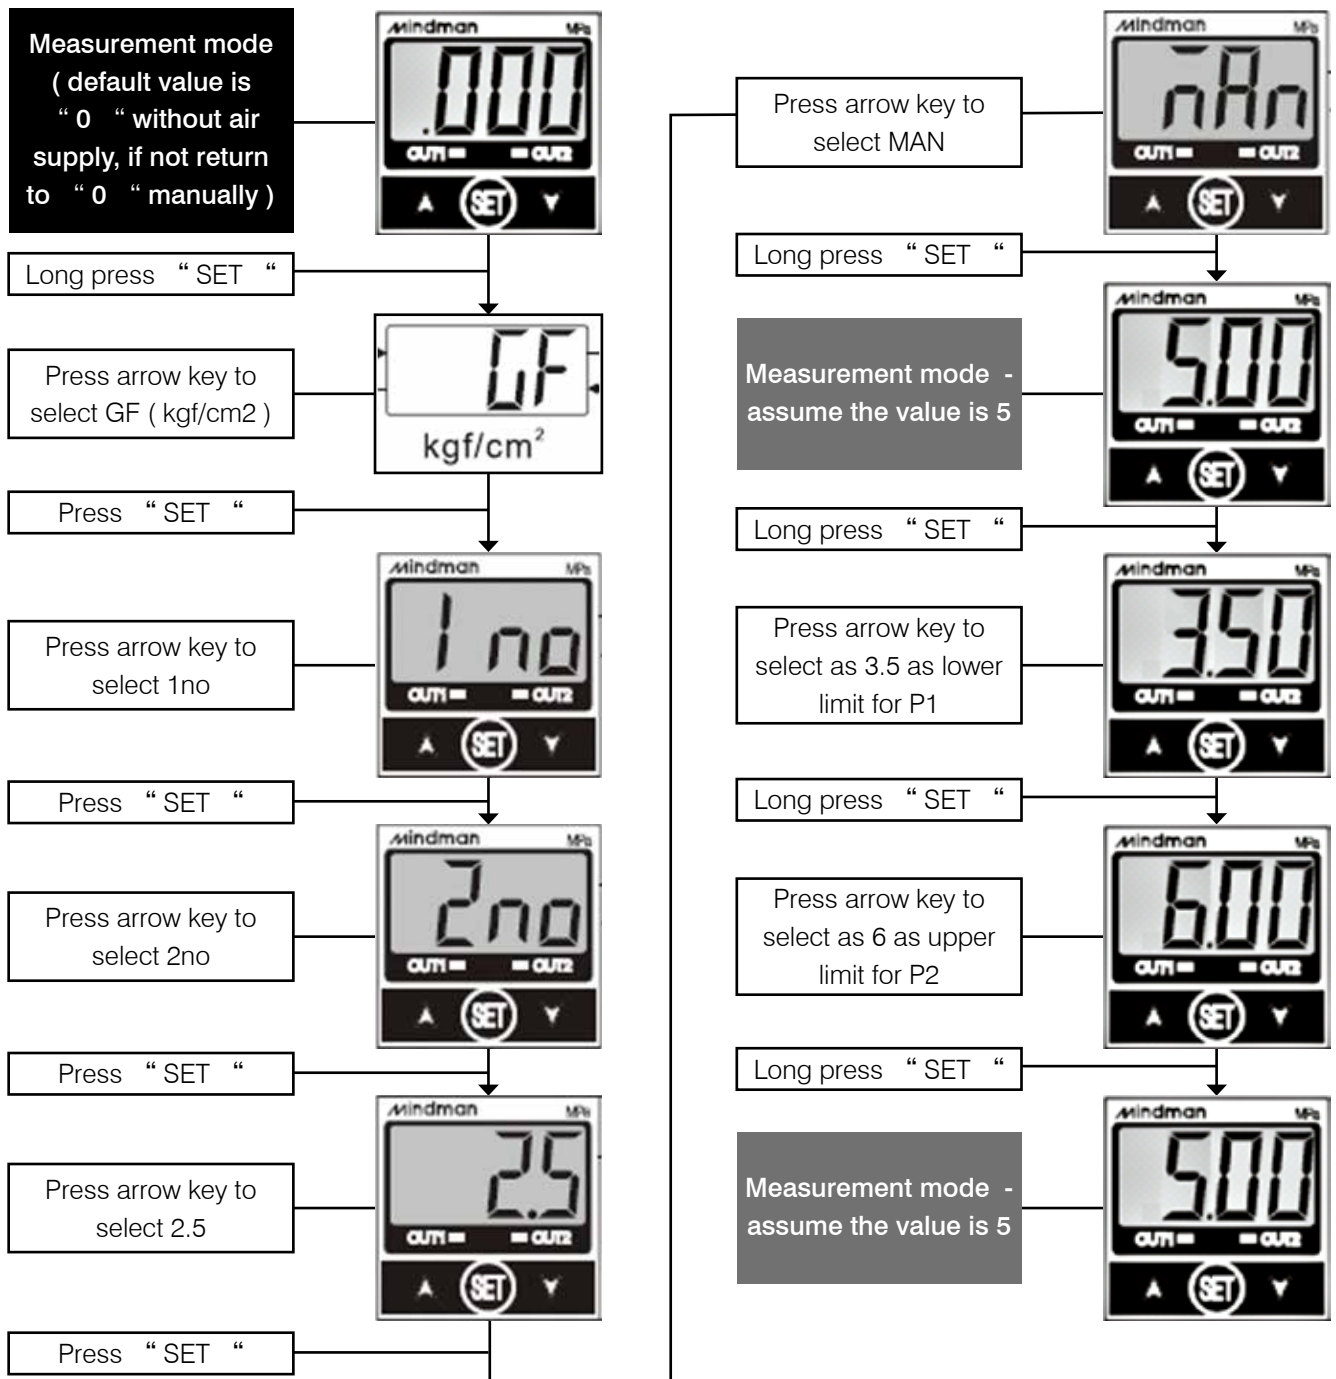 Measurement mode
( default value is
“ 0 “ without air
supply, if not return
to “ 0 “ manually )
Mindman MPa
.000
OUT1 OUT2
SET
Long press “ SET “
Press arrow key to
select GF ( kgf/cm2 )
GF
kgf/cm²
Press “ SET “
Press arrow key to
select 1no
Mindman MPa
1no
OUT1 OUT2
SET
Press “ SET “
Press arrow key to
select 2no
Mindman MPa
2no
OUT1 OUT2
SET
Press “ SET “
Press arrow key to
select 2.5
Mindman MPa
2.5
OUT1 OUT2
SET
Press “ SET “
Press arrow key to
select MAN
Mindman MPa
nAn
OUT1 OUT2
SET
Long press “ SET “
Measurement mode -
assume the value is 5
Mindman MPa
5.00
OUT1 OUT2
SET
Long press “ SET “
Press arrow key to
select as 3.5 as lower
limit for P1
Mindman MPa
3.50
OUT1 OUT2
SET
Long press “ SET “
Press arrow key to
select as 6 as upper
limit for P2
Mindman MPa
6.00
OUT1 OUT2
SET
Long press “ SET “
Measurement mode -
assume the value is 5
Mindman MPa
5.00
OUT1 OUT2
SET